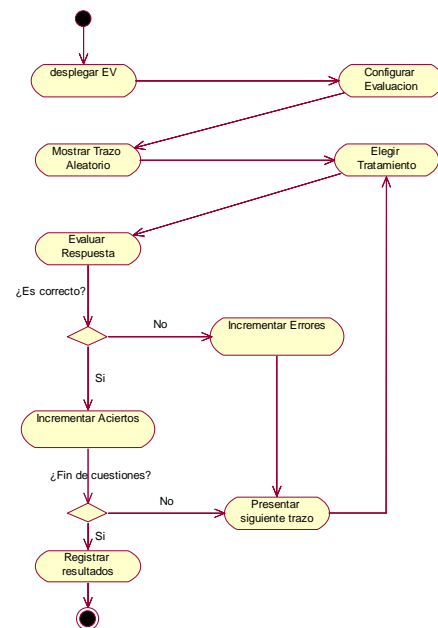 desplegar EV
Configurar
Evaluacion
Mostrar Trazo
Aleatorio
Elegir
Tratamiento
Evaluar
Respuesta
¿Es correcto?
No
Incrementar Errores
Si
Incrementar Aciertos
¿Fin de cuestiones?
No
Presentar
siguiente trazo
Si
Registrar
resultados